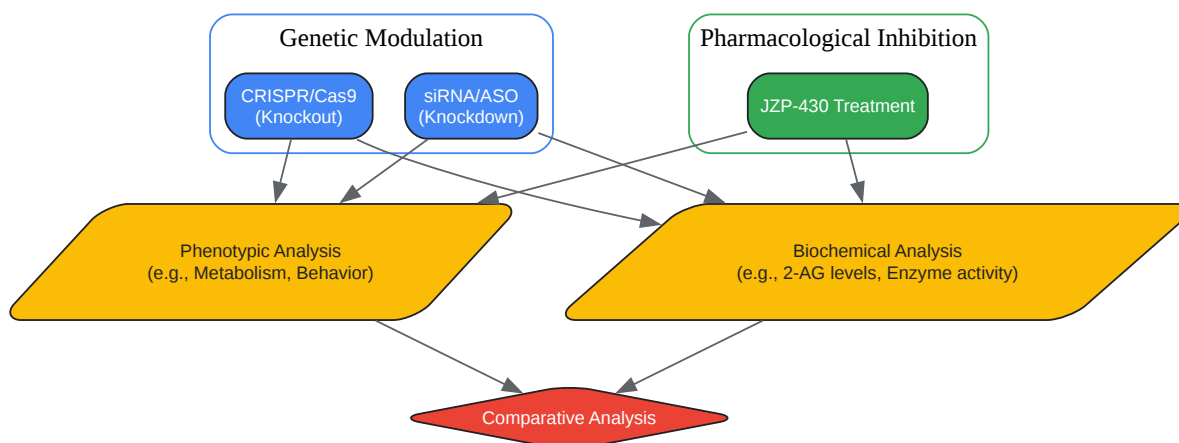 Genetic Modulation
Pharmacological Inhibition
CRISPR/Cas9
(Knockout)
siRNA/ASO
(Knockdown)
JZP-430 Treatment
Phenotypic Analysis
(e.g., Metabolism, Behavior)
Biochemical Analysis
(e.g., 2-AG levels, Enzyme activity)
Comparative Analysis